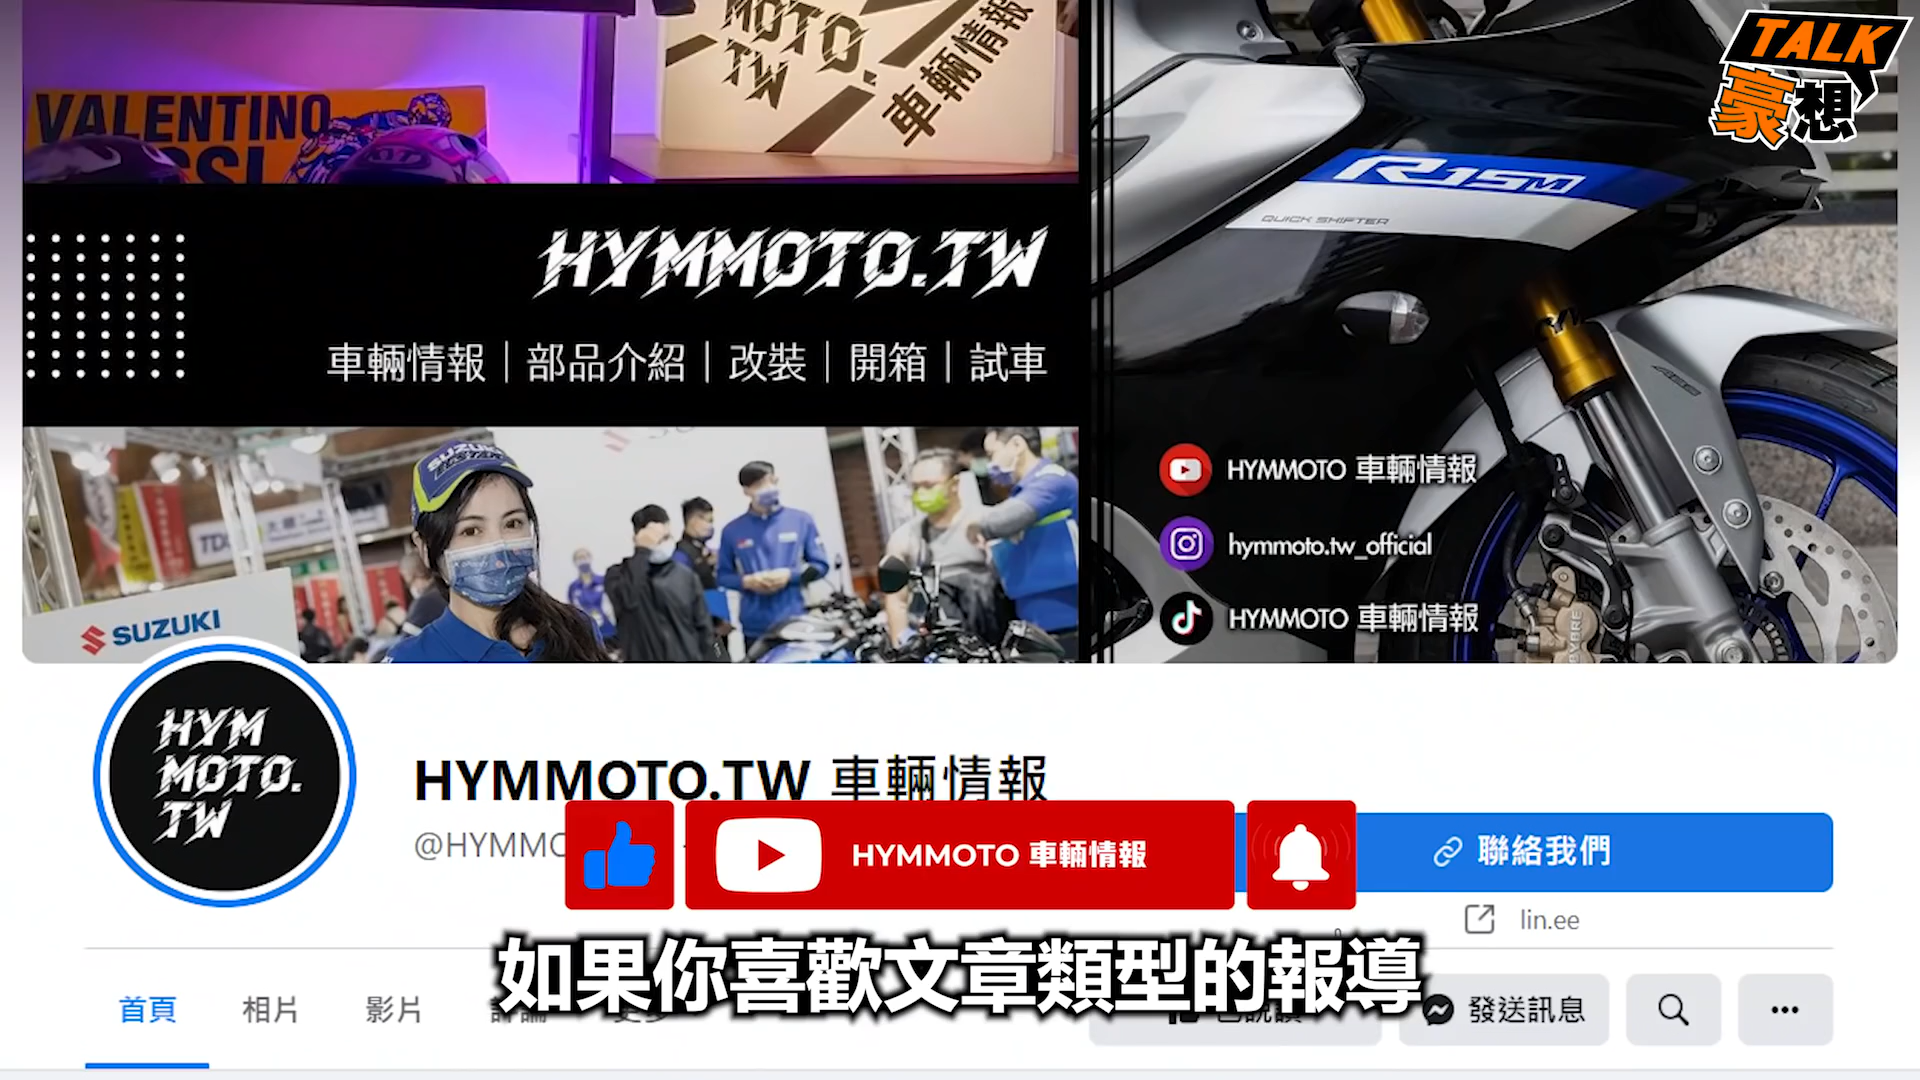 TALK
豪想
MOTO.
TW
車輛情報
VALENTINO
R15M
QUICK SHIFTER
HYMMOTO.TW
車輛情報｜部品介紹｜改裝｜開箱｜試車
SUZUKI
HYMMOTO 車輛情報
hymmoto.tw_official
HYMMOTO 車輛情報
ABS
SUZUKI
HYM
MOTO.
TW
HYMMOTO.TW 車輛情報
@HYMMO
HYMMOTO 車輛情報
聯絡我們
lin.ee
如果你喜歡文章類型的報導
首頁
相片
影片
發送訊息